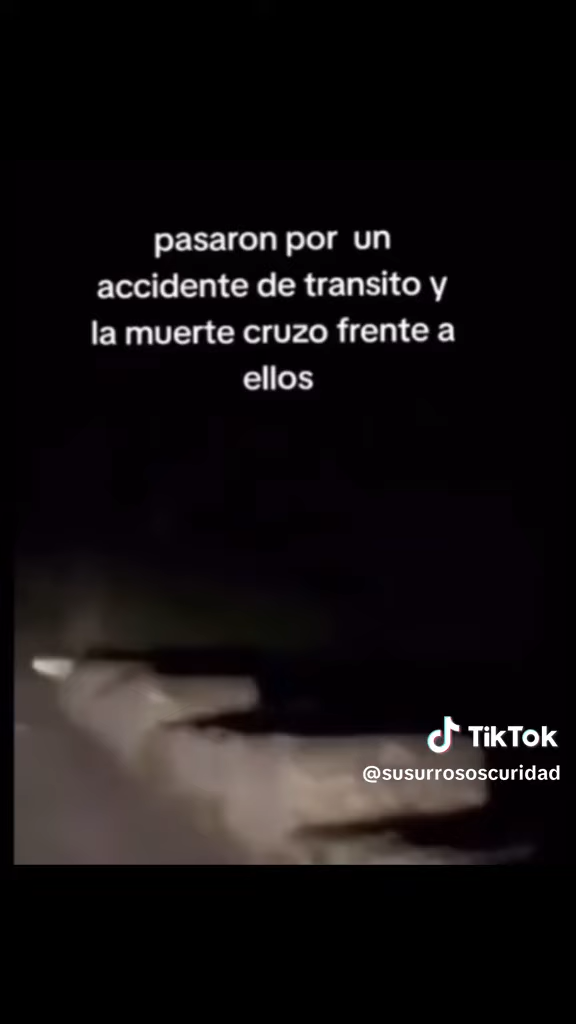 pasaron por un
accidente de transito y
la muerte cruzo frente a
ellos
TikTok
@susurrososcuridad